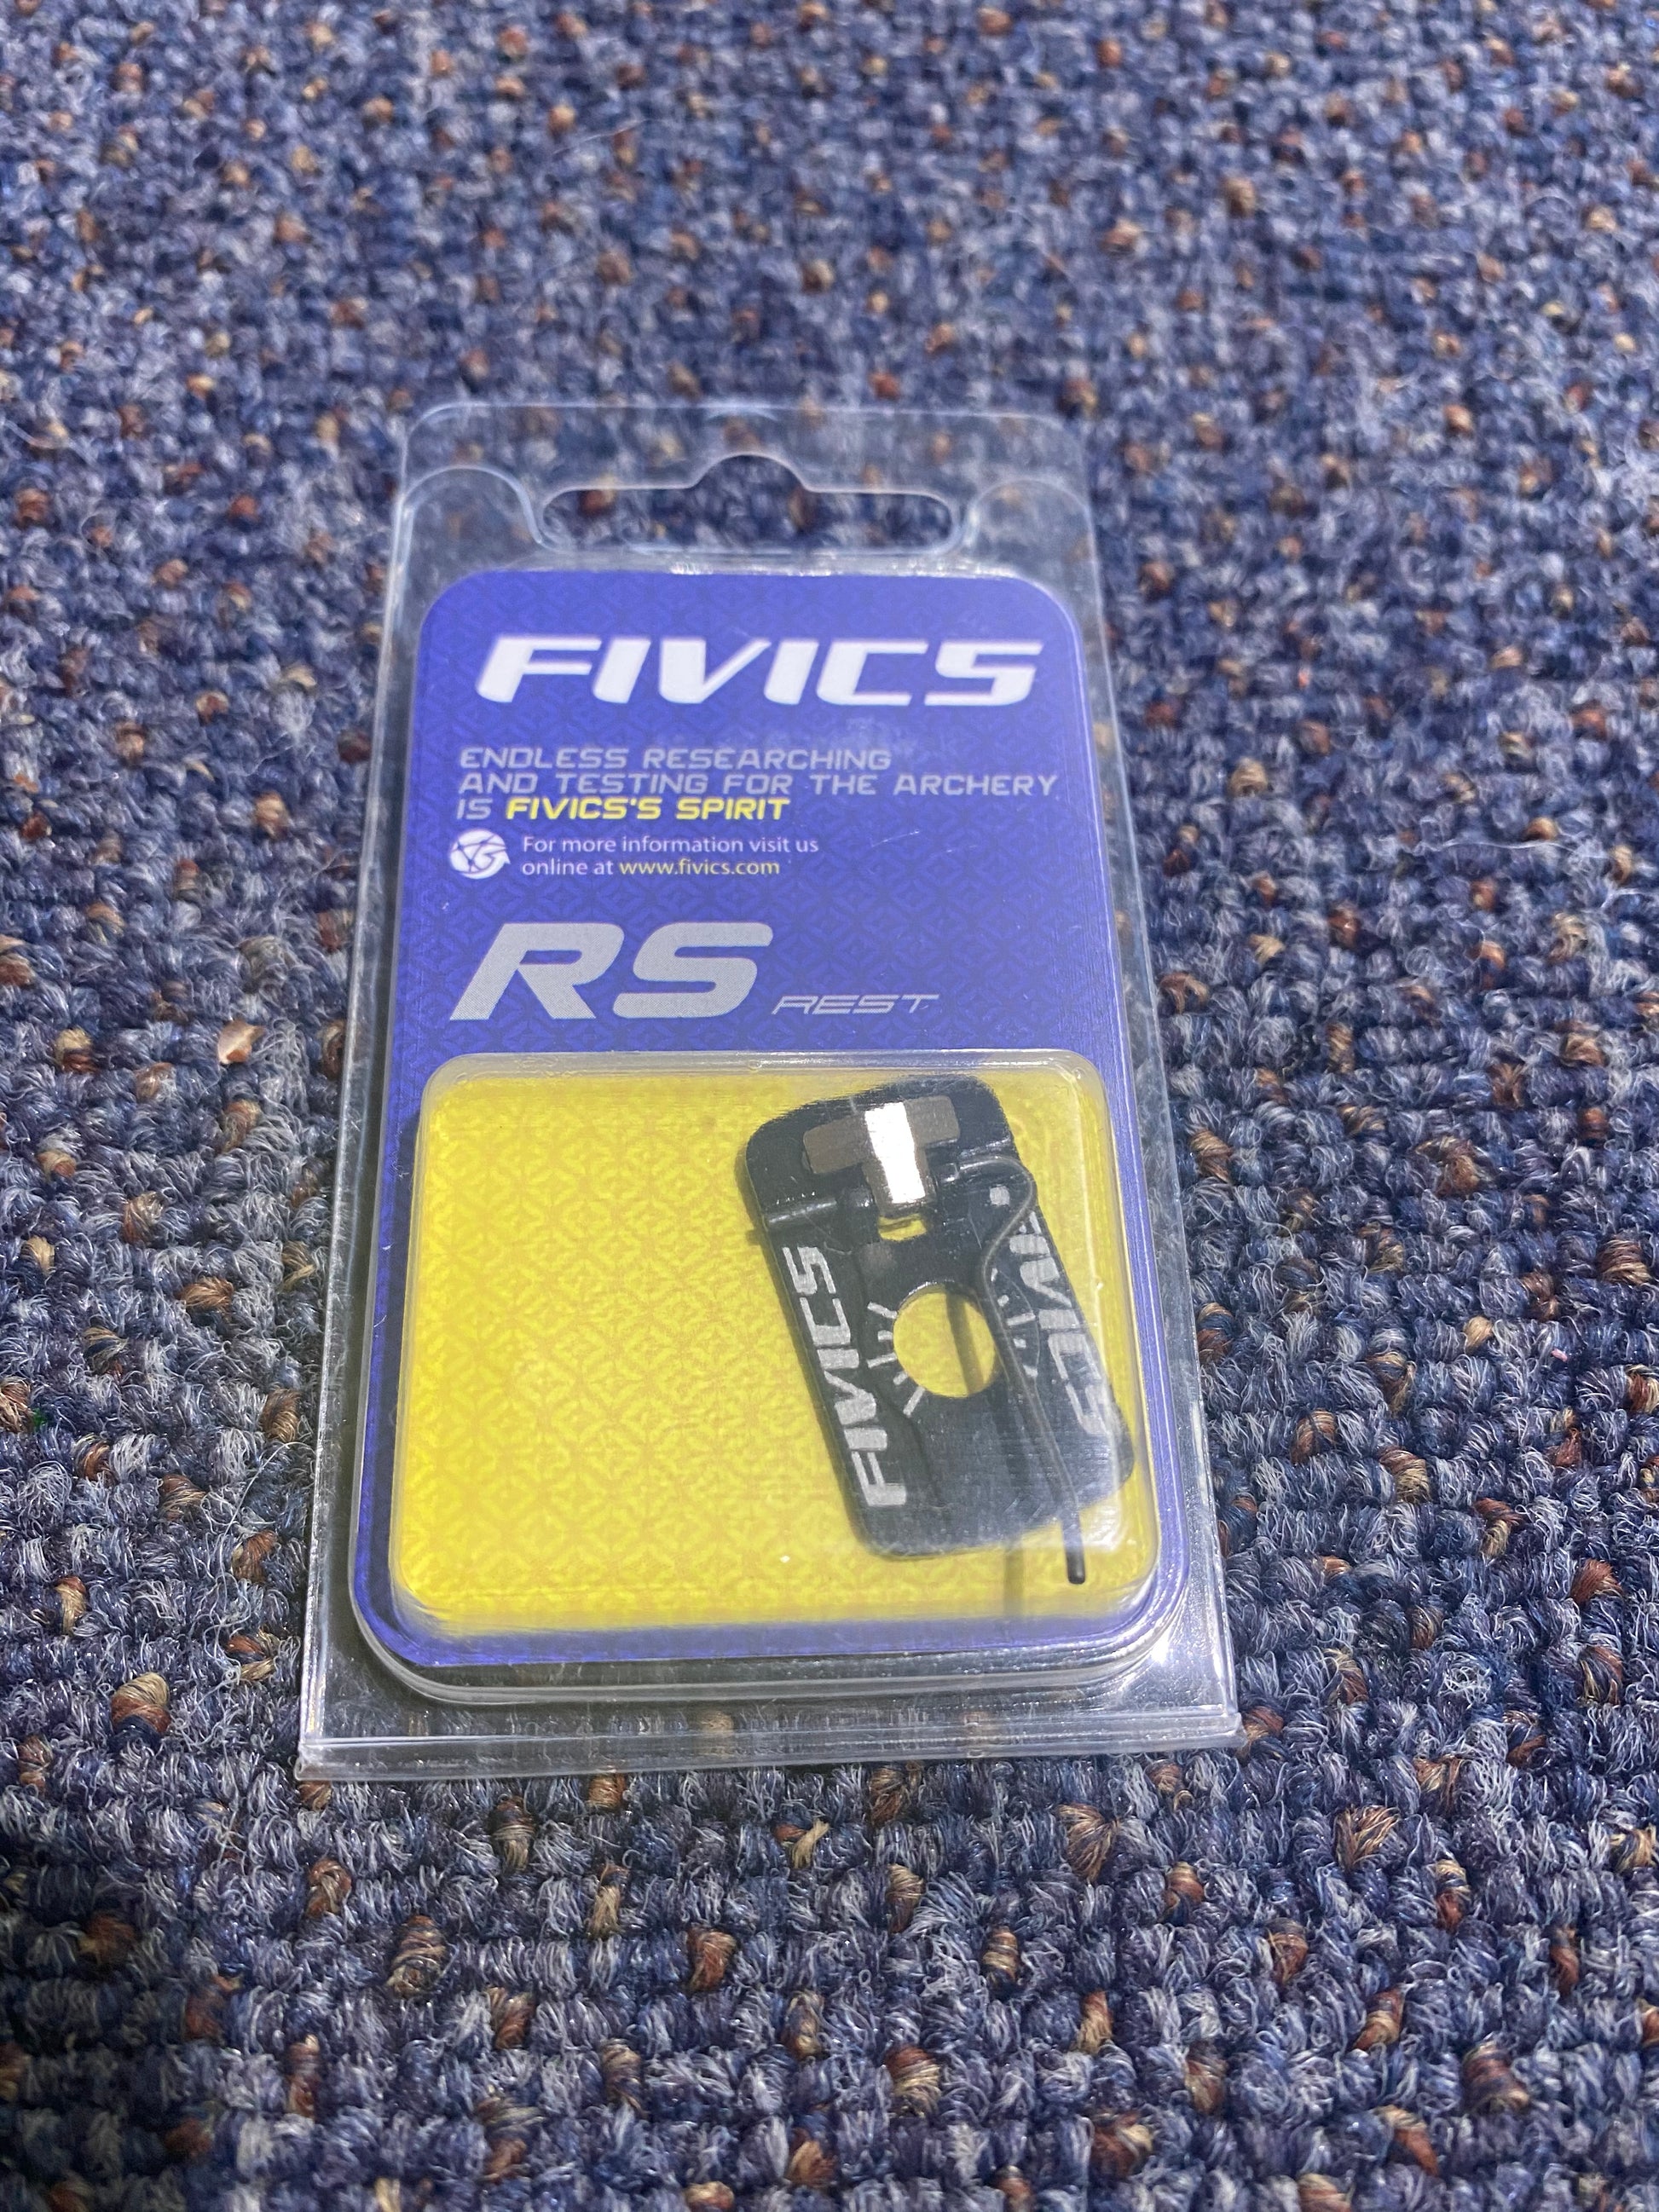 FIVICS
ENDLESS RESEARCHING
AND TESTING FOR THE ARCHERY
IS FIVICS'S SPIRIT
For more information visit us
online at www.fivics.com
RS REST
FIVICS
FIVICS